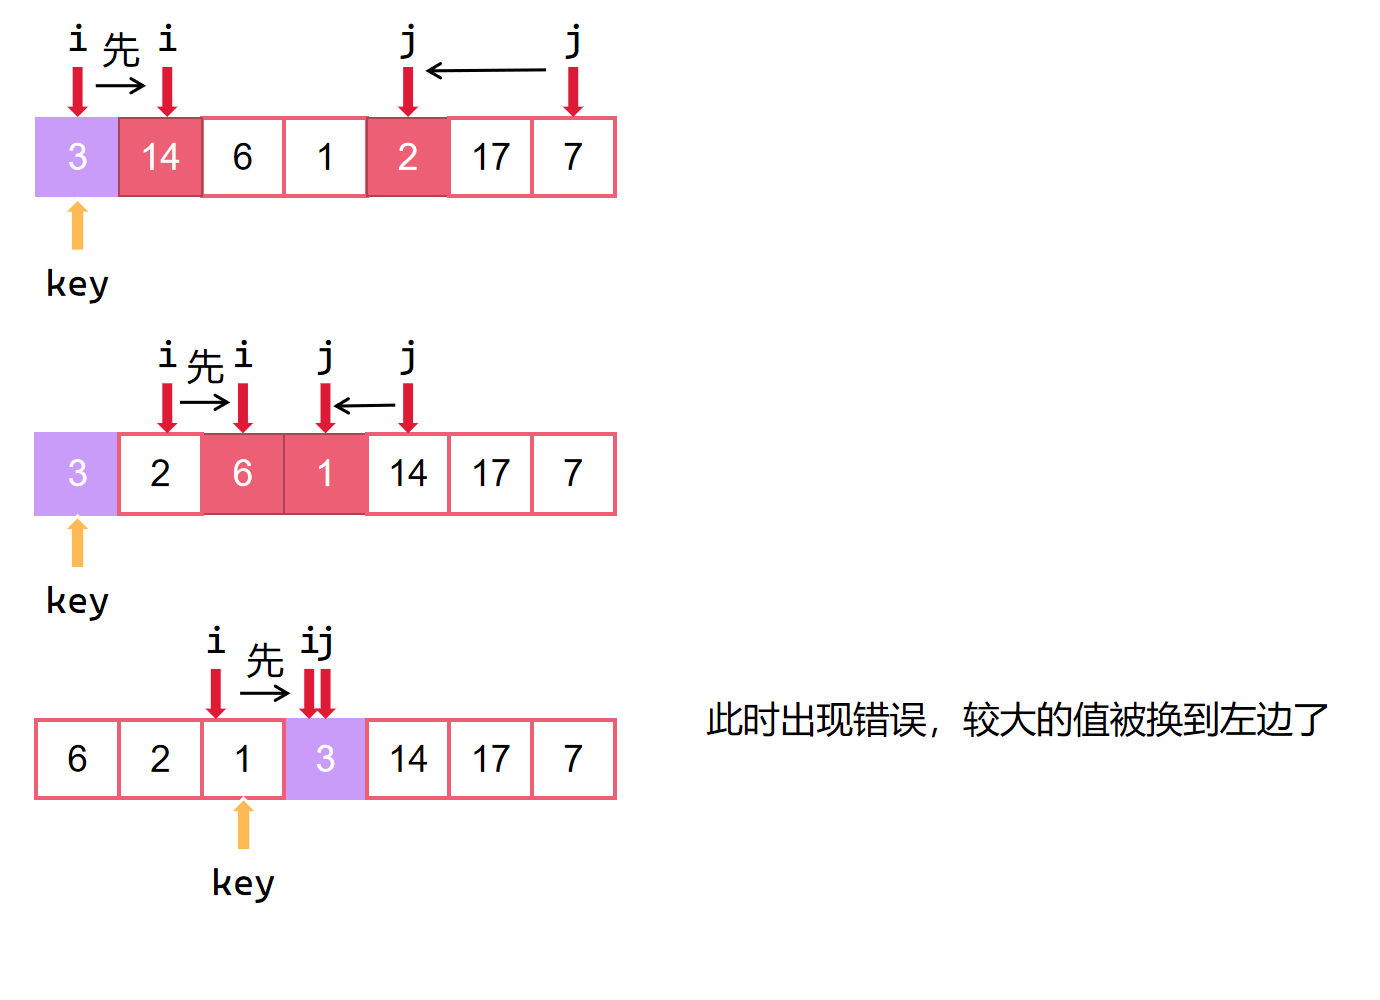 i 先 i j j
3 14 6 1 2 17 7
key
i 先 i j j
3 2 6 1 14 17 7
key
i 先 i j
6 2 1 3 14 17 7
此时出现错误，较大的值被换到左边了
key